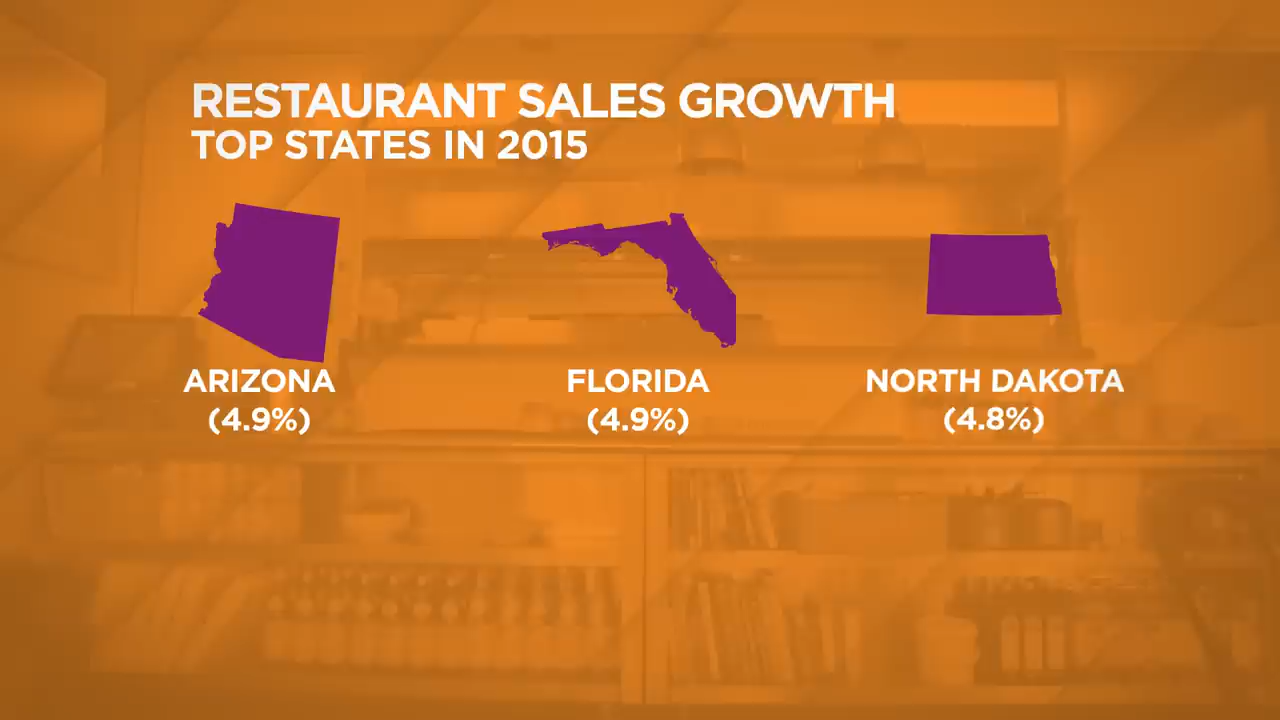 RESTAURANT SALES GROWTH
TOP STATES IN 2015
ARIZONA
(4.9%)
FLORIDA
(4.9%)
NORTH DAKOTA
(4.8%)